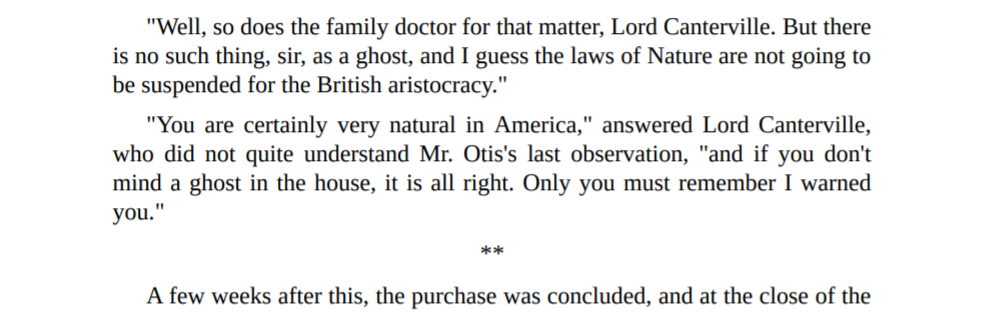 "Well, so does the family doctor for that matter, Lord Canterville. But there
is no such thing, sir, as a ghost, and I guess the laws of Nature are not going to
be suspended for the British aristocracy."
"You are certainly very natural in America," answered Lord Canterville,
who did not quite understand Mr. Otis's last observation, "and if you don't
mind a ghost in the house, it is all right. Only you must remember I warned
you."
**
A few weeks after this, the purchase was concluded, and at the close of the